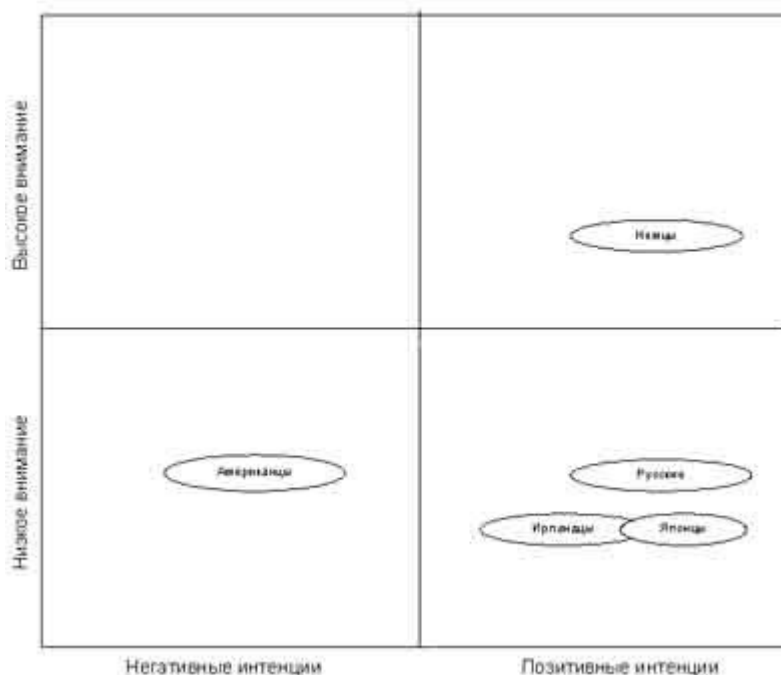 Высокое внимание
Немцы
Низкое внимание
Американцы
Русские
Ирландцы
Японцы
Негативные интенции
Позитивные интенции